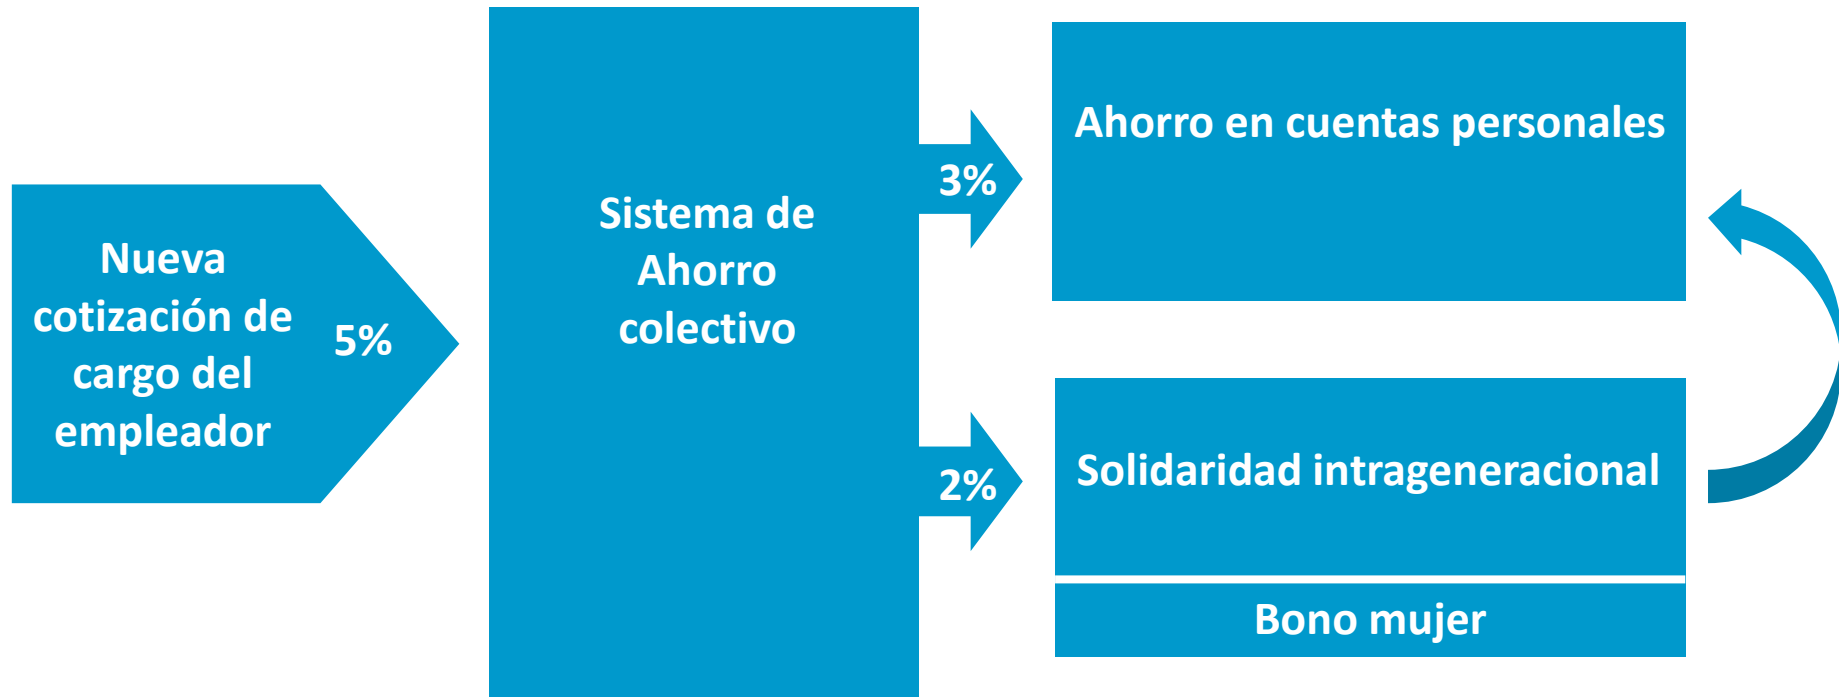 Nueva
cotización de
cargo del
empleador
5%
Sistema de
Ahorro
colectivo
3%
Ahorro en cuentas personales
2%
Solidaridad intrageneracional
Bono mujer